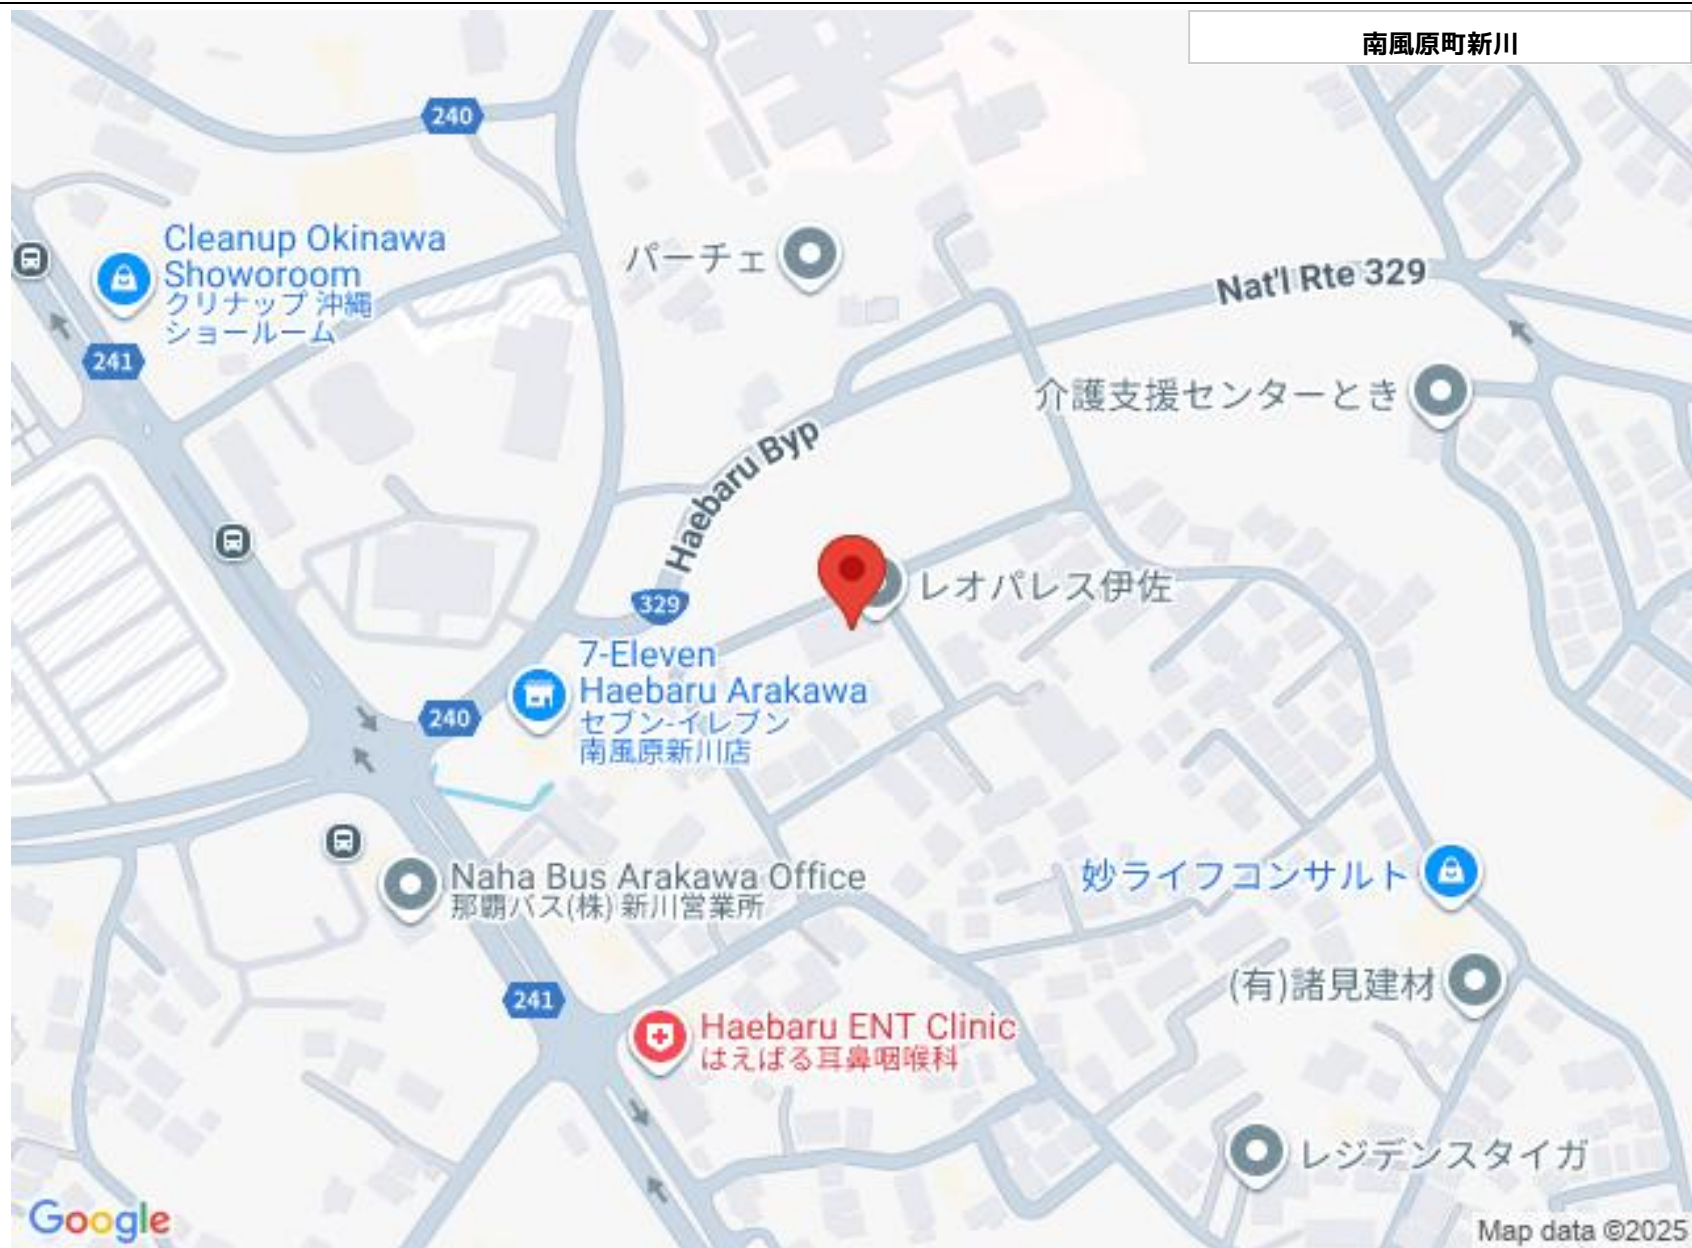 南風原町新川
240
Cleanup Okinawa
Showoroom
クリナップ 沖縄
ショールーム
パーチェ
Nat'l Rte 329
241
介護支援センターとき
Haebaru Byp
レオパレス伊佐
329
7-Eleven
Haebaru Arakawa
セブン-イレブン
南風原新川店
240
Naha Bus Arakawa Office
那覇バス(株) 新川営業所
妙ライフコンサルト
(有)諸見建材
241
Haebaru ENT Clinic
はえばる耳鼻咽喉科
レジデンスタイガ
Google
Map data ©2025